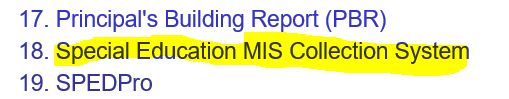 17. Principal's Building Report (PBR)
18. Special Education MIS Collection System
19. SPEDPro